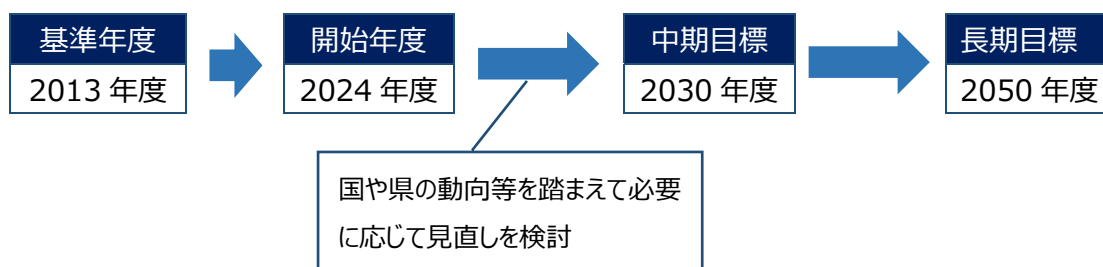 基準年度
2013 年度
開始年度
2024 年度
中期目標
2030 年度
長期目標
2050 年度
国や県の動向等を踏まえて必要
に応じて見直しを検討